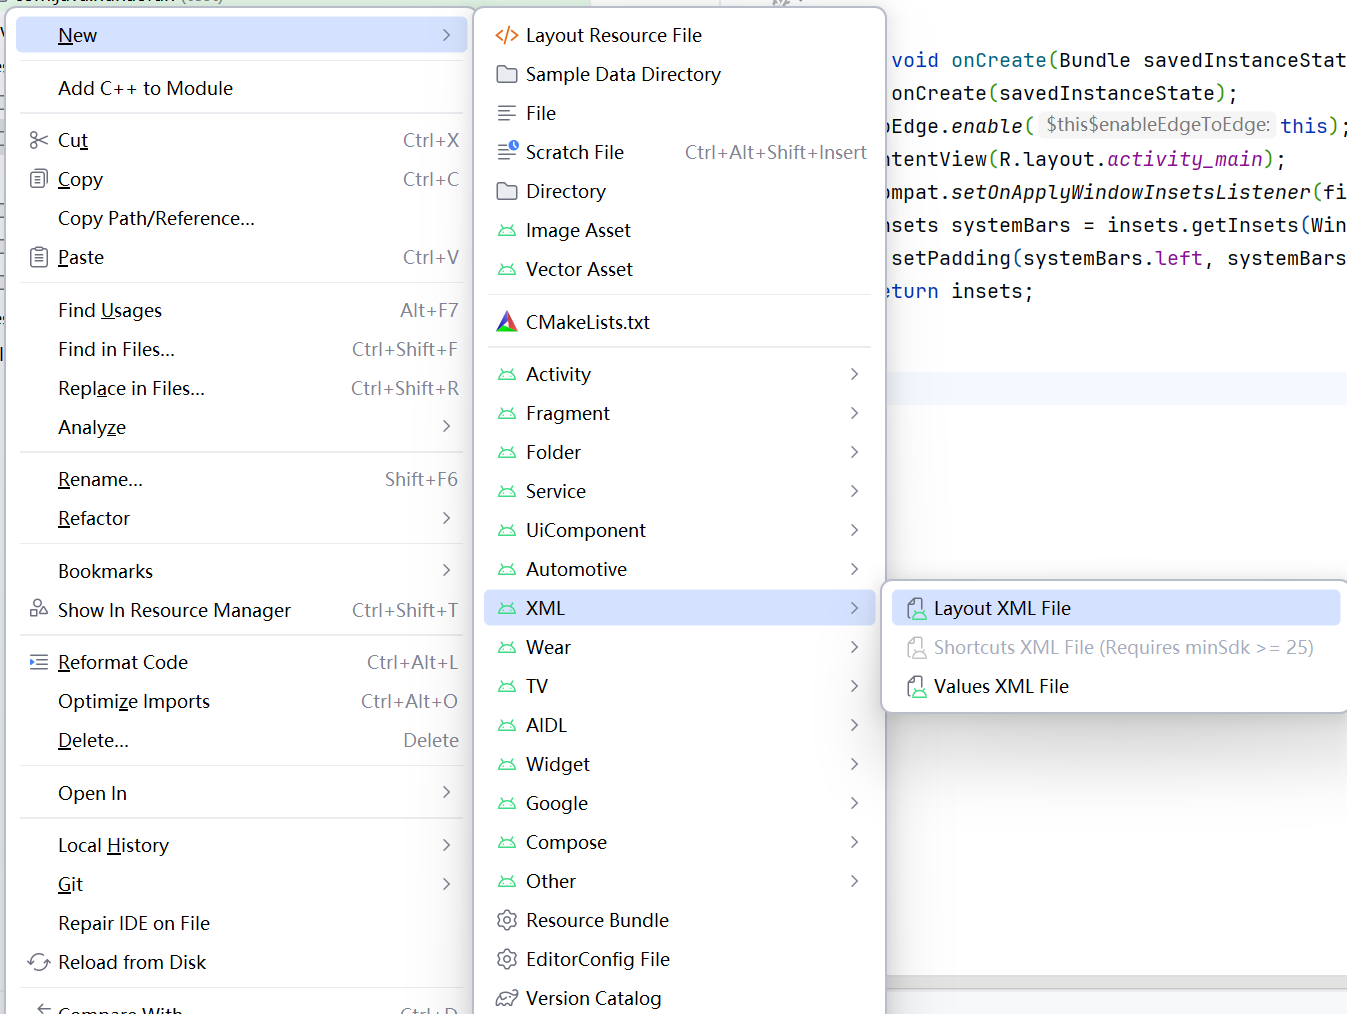 New
Add C++ to Module
Cut Ctrl+X
Copy Ctrl+C
Copy Path/Reference...
Paste Ctrl+V
Find Usages Alt+F7
Find in Files... Ctrl+Shift+F
Replace in Files... Ctrl+Shift+R
Analyze
Rename... Shift+F6
Refactor
Bookmarks
Show In Resource Manager Ctrl+Shift+T
Reformat Code Ctrl+Alt+L
Optimize Imports Ctrl+Alt+O
Delete... Delete
Open In
Local History
Git
Repair IDE on File
Reload from Disk
Compare With
Layout Resource File
Sample Data Directory
File
Scratch File Ctrl+Alt+Shift+Insert
Directory
Image Asset
Vector Asset
CMakeLists.txt
Activity
Fragment
Folder
Service
UiComponent
Automotive
XML
Wear
TV
AIDL
Widget
Google
Compose
Other
Resource Bundle
EditorConfig File
Version Catalog
Layout XML File
Shortcuts XML File (Requires minSdk >= 25)
Values XML File
void onCreate(Bundle savedInstanceStat
onCreate(savedInstanceState);
Edge.enable( $this$enableEdgeToEdge: this);
ntentView(R.layout.activity_main);
ompat.setOnApplyWindowInsetsListener(fi
nsets systemBars = insets.getInsets(Win
setPadding(systemBars.left, systemBars
eturn insets;